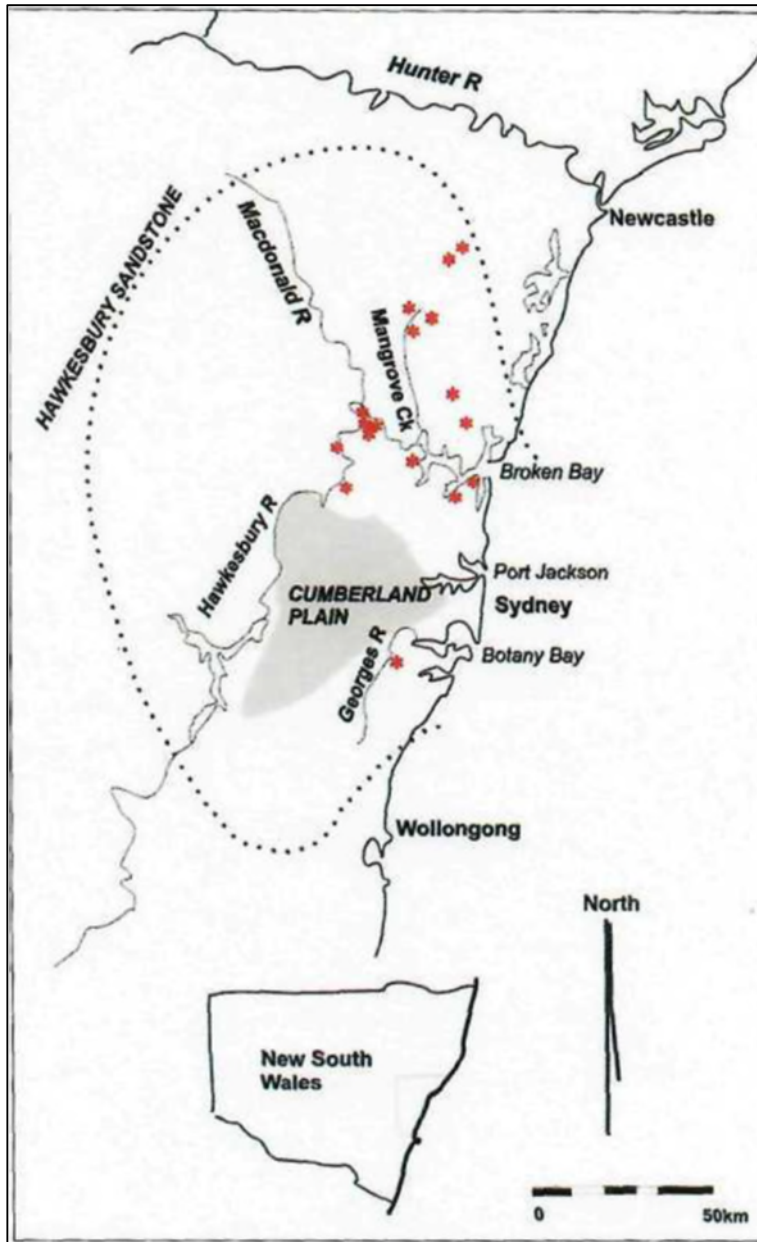 Hunter R
Newcastle
HAWKESBURY SANDSTONE
Macdonald R
Mangrove Ck
Broken Bay
Hawkesbury R
Port Jackson
CUMBERLAND
PLAIN
Sydney
Georges R
Botany Bay
Wollongong
North
New South
Wales
0
50km